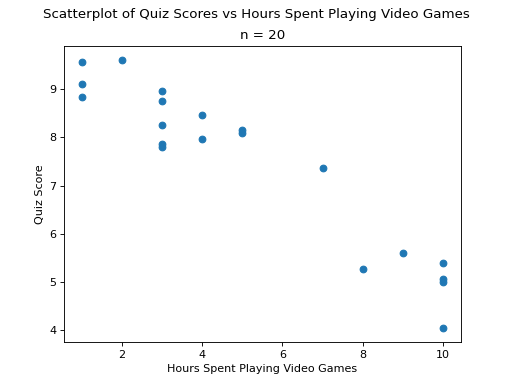 Scatterplot of Quiz Scores vs Hours Spent Playing Video Games
n = 20
9
8
7
6
5
4
Quiz Score
2
4
6
8
10
Hours Spent Playing Video Games